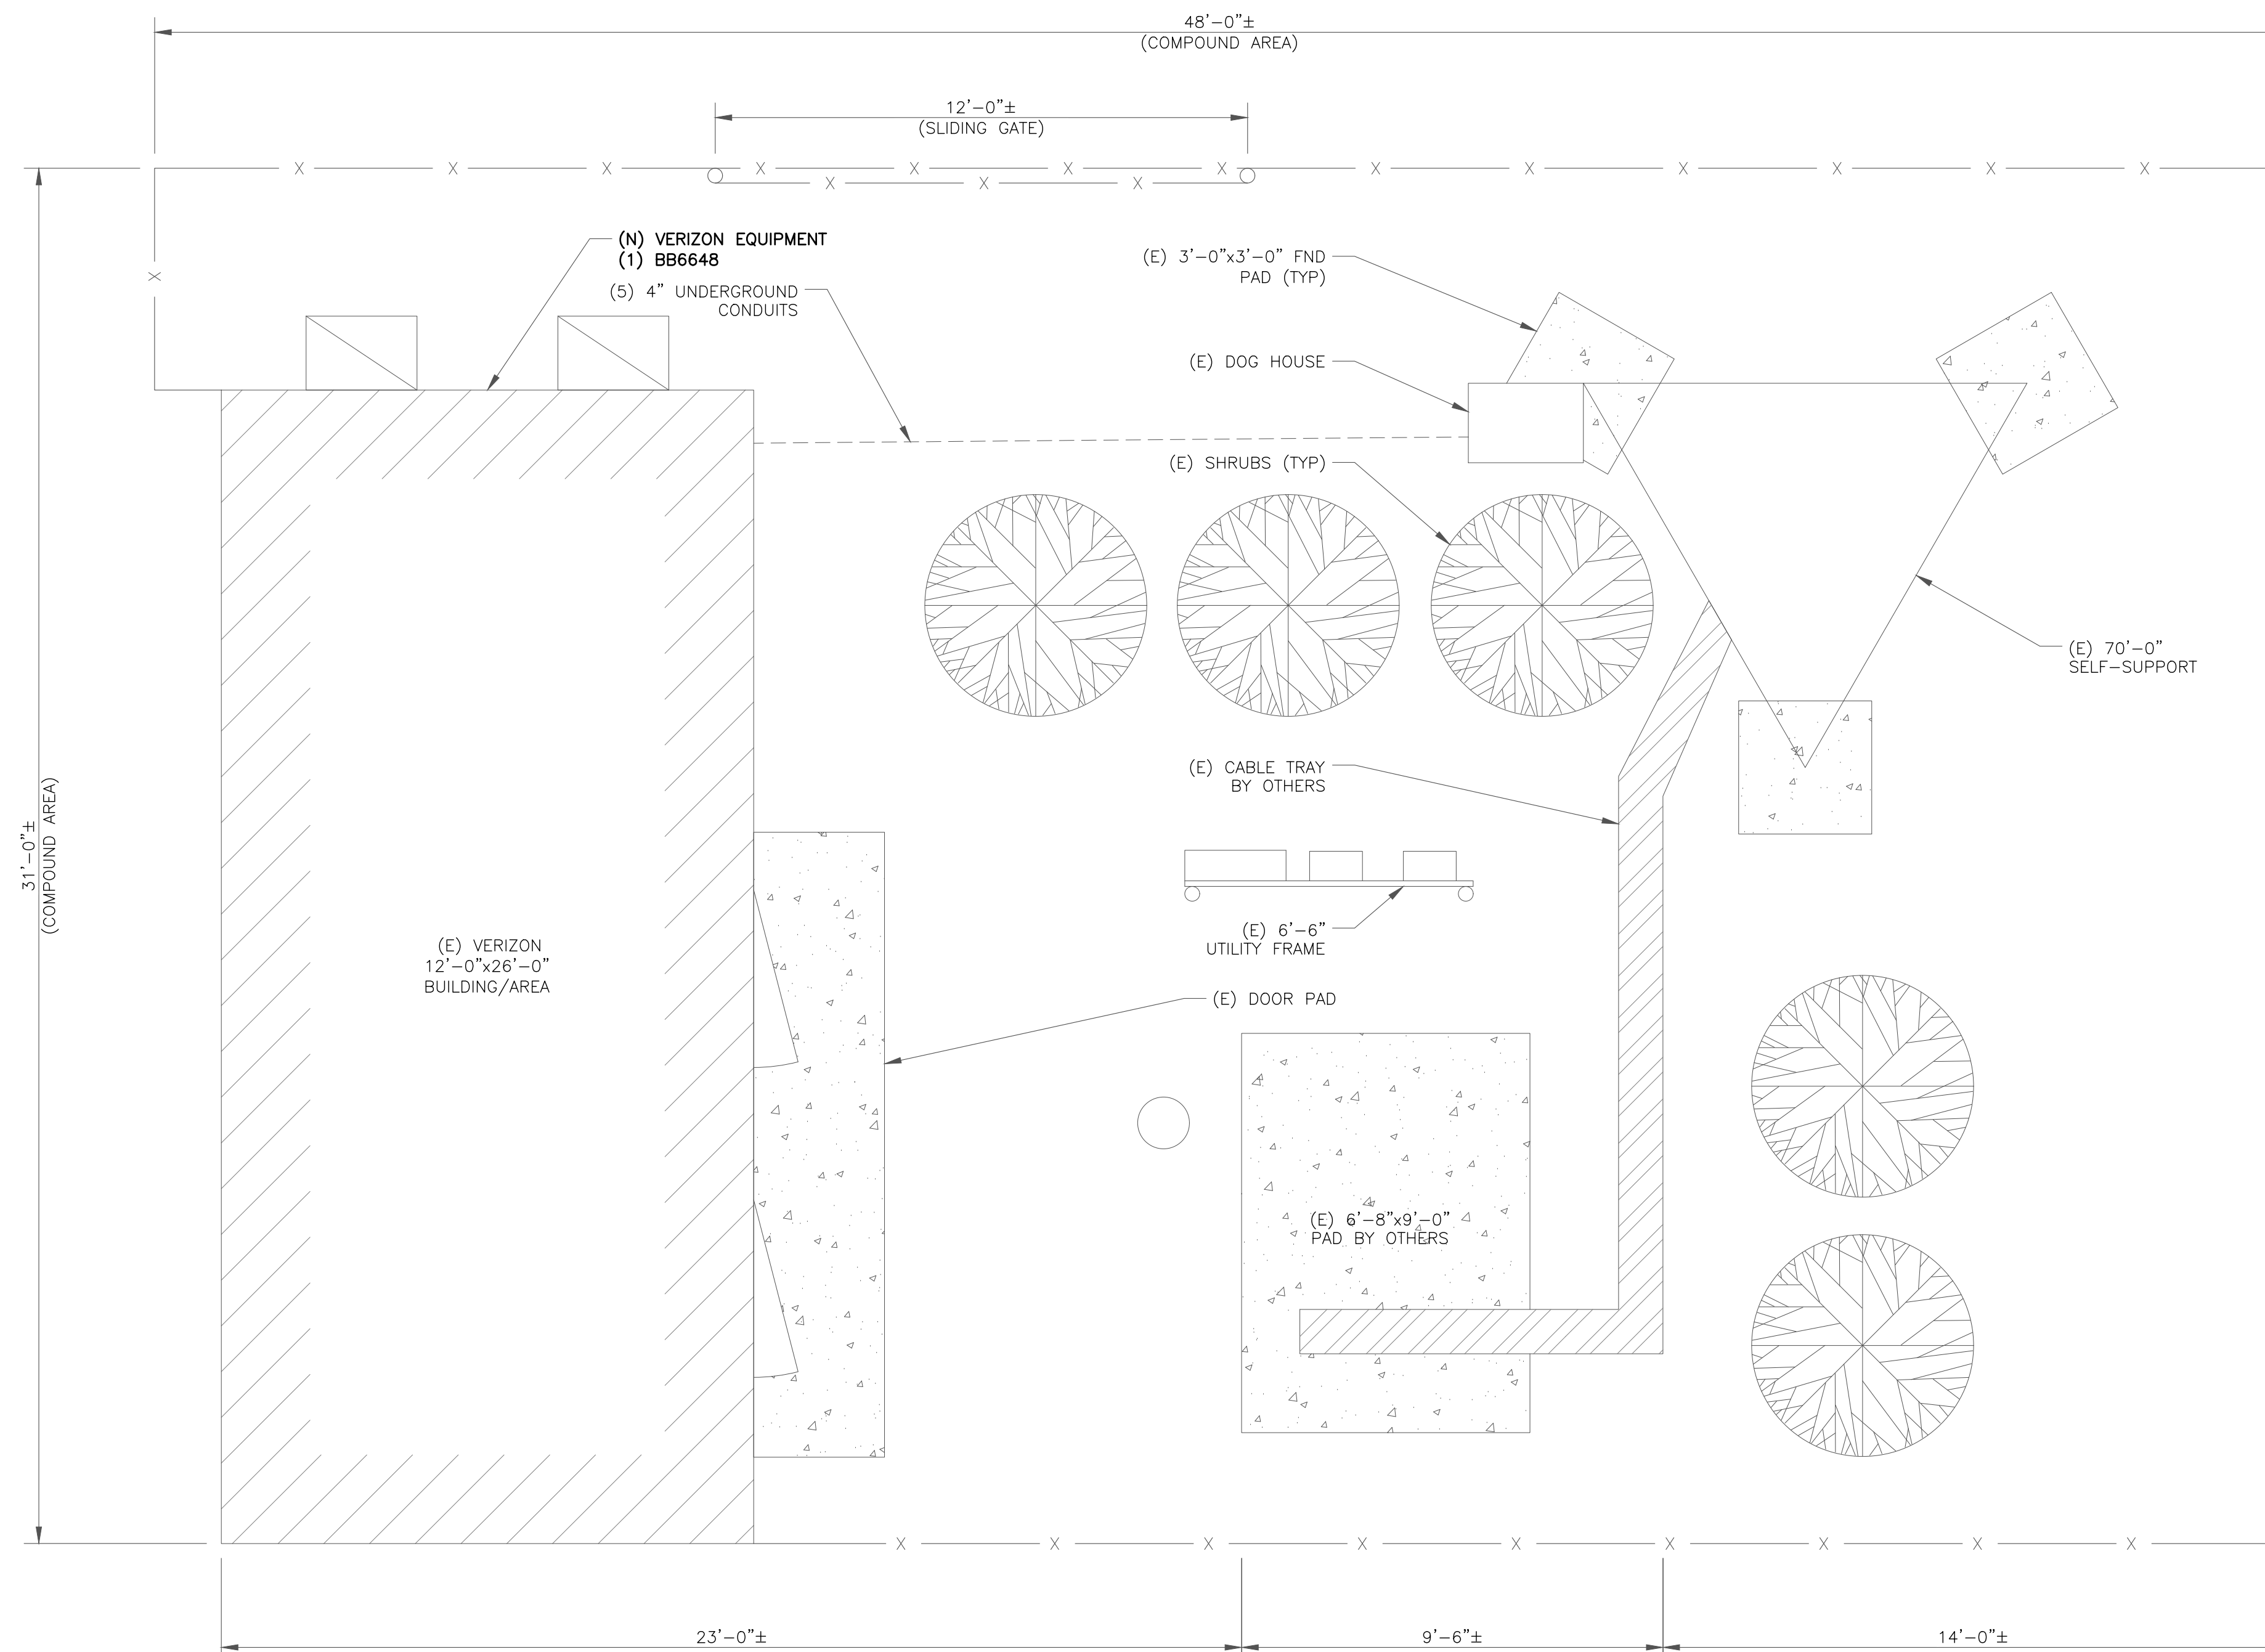 48'-0"±
(COMPOUND AREA)
12'-0"±
(SLIDING GATE)
(N) VERIZON EQUIPMENT
(1) BB6648
(5) 4" UNDERGROUND
CONDUITS
(E) 3'-0"x3'-0" FND
PAD (TYP)
(E) DOG HOUSE
(E) SHRUBS (TYP)
(E) 70'-0"
SELF-SUPPORT
(E) CABLE TRAY
BY OTHERS
31'-0"±
(COMPOUND AREA)
(E) VERIZON
12'-0"x26'-0"
BUILDING/AREA
(E) 6'-6"
UTILITY FRAME
(E) DOOR PAD
(E) 6'-8"x9'-0"
PAD BY OTHERS
23'-0"±
9'-6"±
14'-0"±